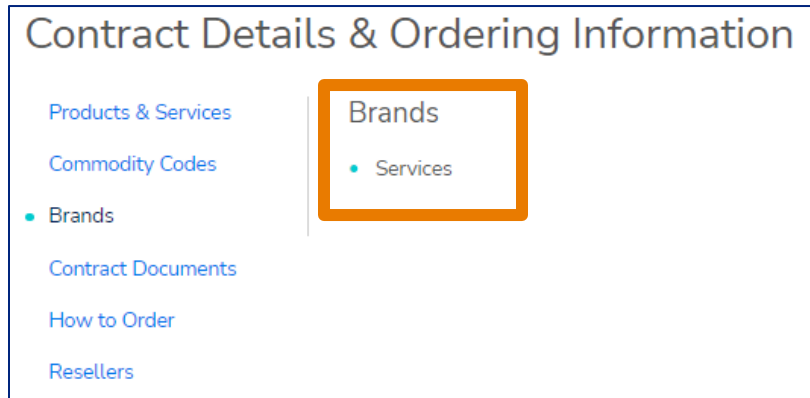 Contract Details & Ordering Information
Products & Services
Commodity Codes
Brands
Contract Documents
How to Order
Resellers
Brands
Services